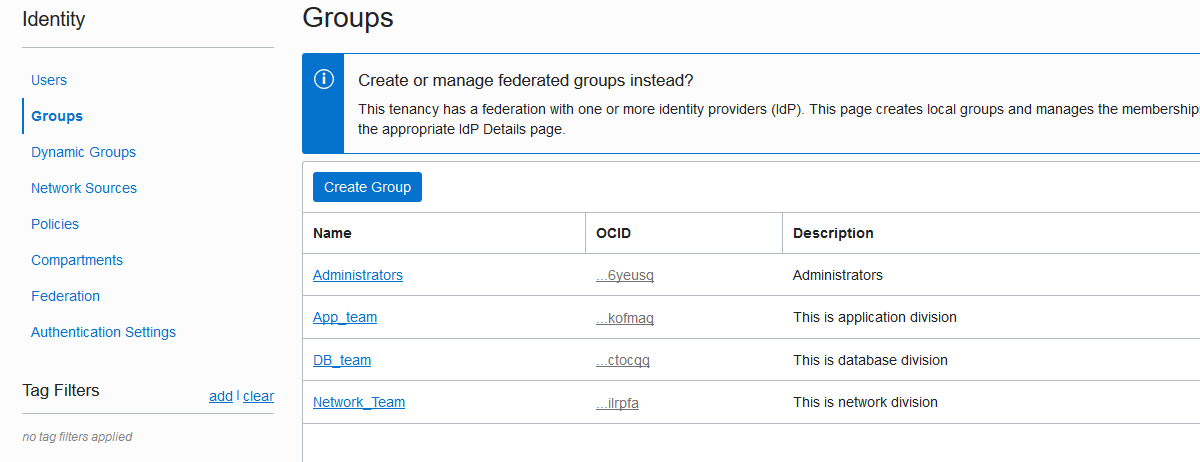 Identity
Users
Groups
Dynamic Groups
Network Sources
Policies
Compartments
Federation
Authentication Settings
Tag Filters add | clear
no tag filters applied
Groups
Create or manage federated groups instead?
This tenancy has a federation with one or more identity providers (IdP). This page creates local groups and manages the memberships
the appropriate IdP Details page.
Create Group
Name OCID Description
Administrators ...6yeusq Administrators
App_team ...kofmaq This is application division
DB_team ...ctocqq This is database division
Network_Team ...ilrpfa This is network division